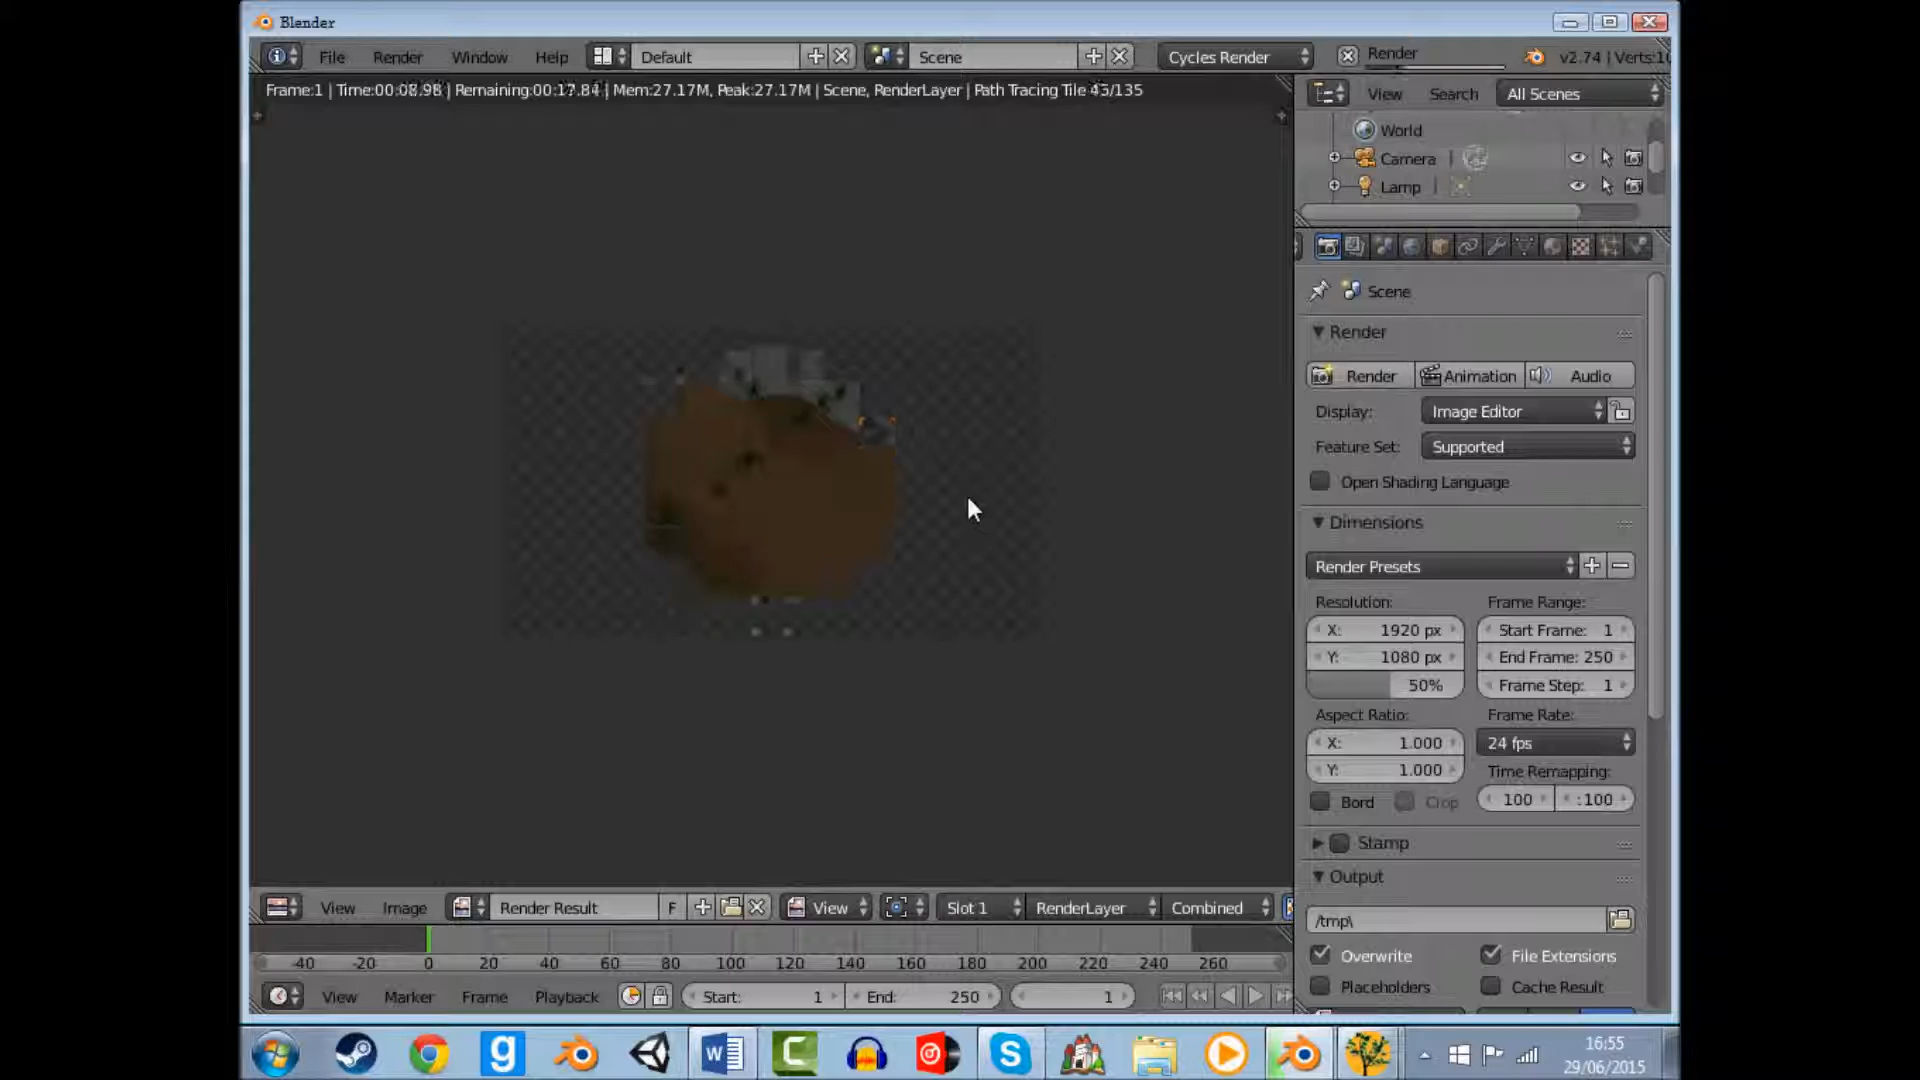 Blender
File Render Window Help Default Scene Cycles Render Render v2.74 | Verts:1
Frame:1 | Time:00:08.98 | Remaining:00:17.84 | Mem:27.17M, Peak:27.17M | Scene, RenderLayer | Path Tracing Tile 45/135
View Search All Scenes
World
Camera
Lamp
Scene
Render
Render Animation Audio
Display: Image Editor
Feature Set: Supported
Open Shading Language
Dimensions
Render Presets
Resolution: Frame Range:
X: 1920 px Start Frame: 1
Y: 1080 px End Frame: 250
50% Frame Step: 1
Aspect Ratio: Frame Rate:
X: 1.000 24 fps
Y: 1.000 Time Remapping:
Bord Crop 100 :100
Stamp
Output
/tmp\
Overwrite File Extensions
Placeholders Cache Result
View Image Render Result F View Slot 1 RenderLayer Combined
-40 -20 0 20 40 60 80 100 120 140 160 180 200 220 240 260
View Marker Frame Playback Start: 1 End: 250 1
16:55
29/06/2015